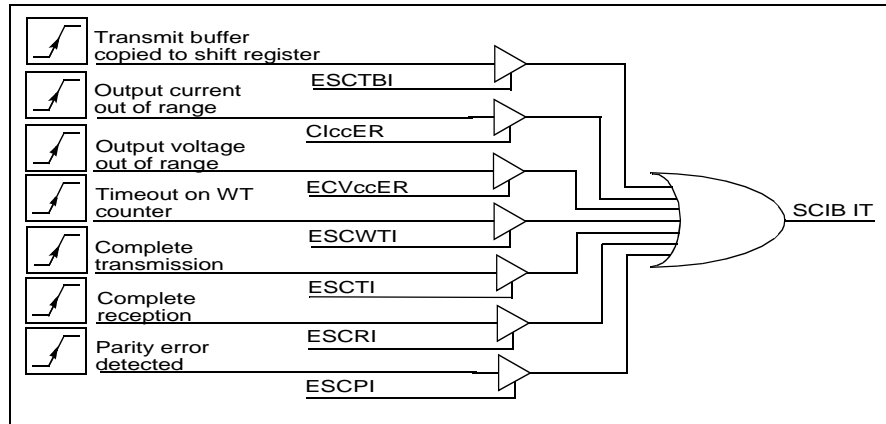 Transmit buffer
copied to shift register
ESCTBI
Output current
out of range
CIccER
Output voltage
out of range
ECVccER
Timeout on WT
counter
ESCWTI
Complete
transmission
ESCTI
Complete
reception
ESCRI
Parity error
detected
ESCPI
SCIB IT